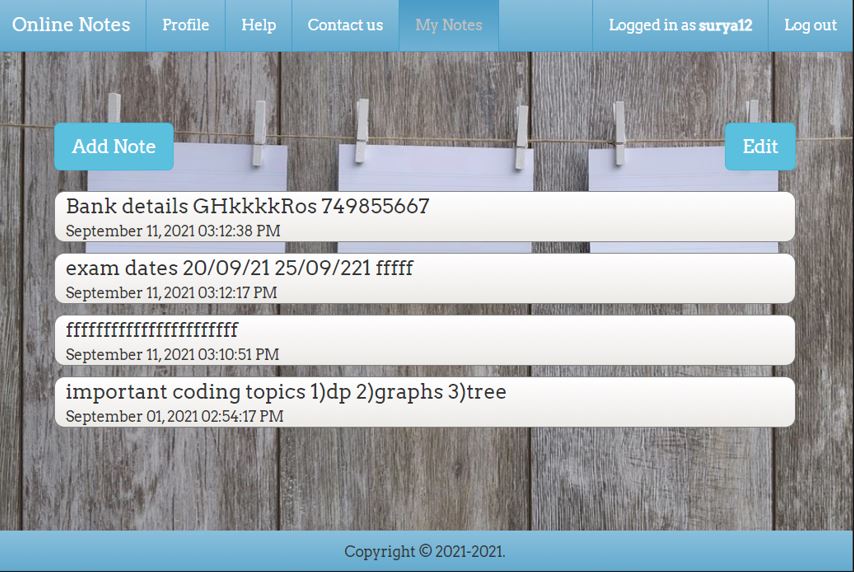 Online Notes Profile Help Contact us My Notes Logged in as surya12 Log out
Add Note Edit
Bank details GHkkkkRos 749855667
September 11, 2021 03:12:38 PM
exam dates 20/09/21 25/09/221 fffff
September 11, 2021 03:12:17 PM
fffffffffffffffffffffff
September 11, 2021 03:10:51 PM
important coding topics 1)dp 2)graphs 3)tree
September 01, 2021 02:54:17 PM
Copyright © 2021-2021.